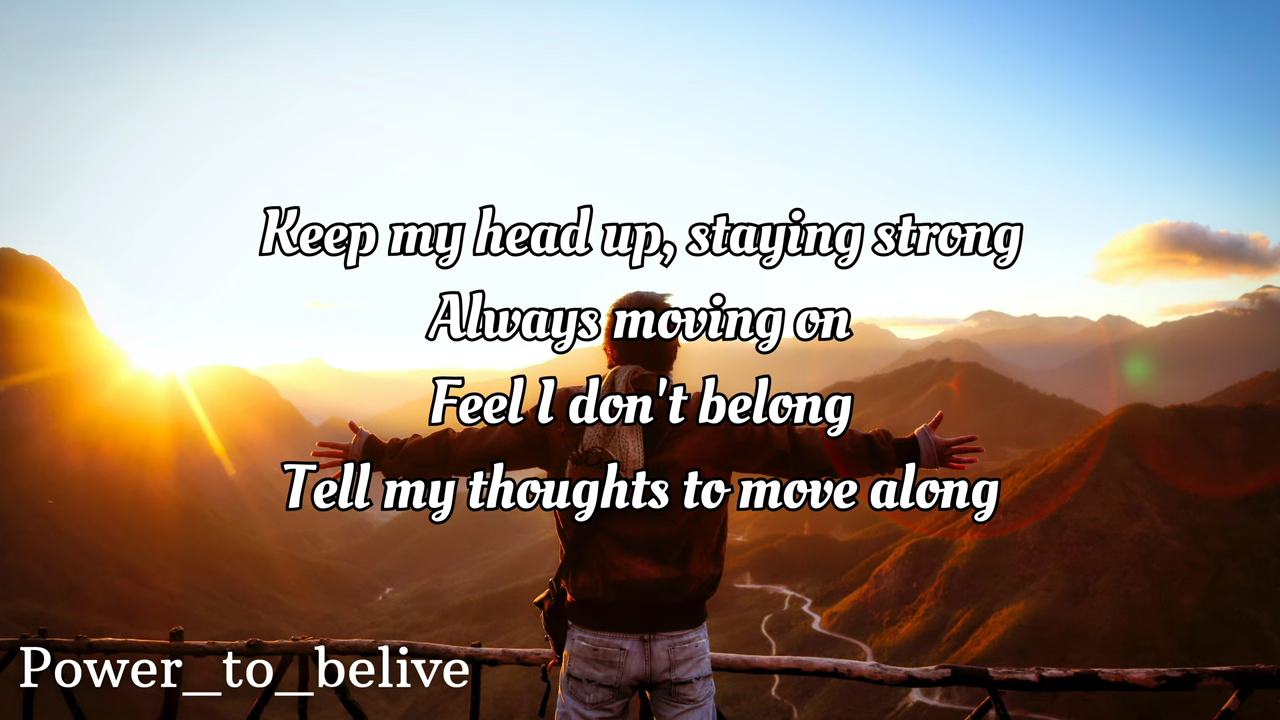 Keep my head up, staying strong
Always moving on
Feel I don't belong
Tell my thoughts to move along
Power_to_belive